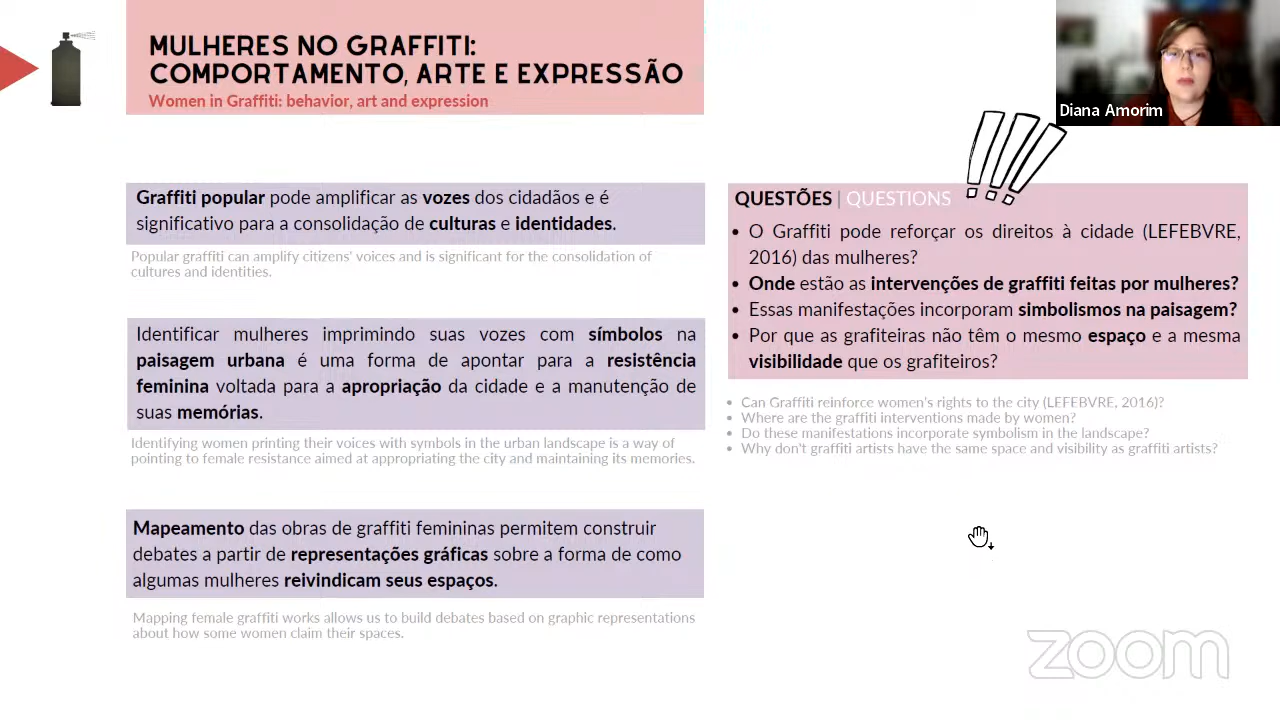 MULHERES NO GRAFFITI:
COMPORTAMENTO, ARTE E EXPRESSÃO
Women in Graffiti: behavior, art and expression
Diana Amorim
Graffiti popular pode amplificar as vozes dos cidadãos e é
significativo para a consolidação de culturas e identidades.
Popular graffiti can amplify citizens' voices and is significant for the consolidation of
cultures and identities.
Identificar mulheres imprimindo suas vozes com símbolos na
paisagem urbana é uma forma de apontar para a resistência
feminina voltada para a apropriação da cidade e a manutenção de
suas memórias.
Identifying women printing their voices with symbols in the urban landscape is a way of
pointing to female resistance aimed at appropriating the city and maintaining its memories.
Mapeamento das obras de graffiti femininas permitem construir
debates a partir de representações gráficas sobre a forma de como
algumas mulheres reivindicam seus espaços.
Mapping female graffiti works allows us to build debates based on graphic representations
about how some women claim their spaces.
QUESTÕES | QUESTIONS
• O Graffiti pode reforçar os direitos à cidade (LEFEBVRE,
2016) das mulheres?
• Onde estão as intervenções de graffiti feitas por mulheres?
• Essas manifestações incorporam simbolismos na paisagem?
• Por que as grafiteiras não têm o mesmo espaço e a mesma
visibilidade que os grafiteiros?
• Can Graffiti reinforce women's rights to the city (LEFEBVRE, 2016)?
• Where are the graffiti interventions made by women?
• Do these manifestations incorporate symbolism in the landscape?
• Why don't graffiti artists have the same space and visibility as graffiti artists?
zoom